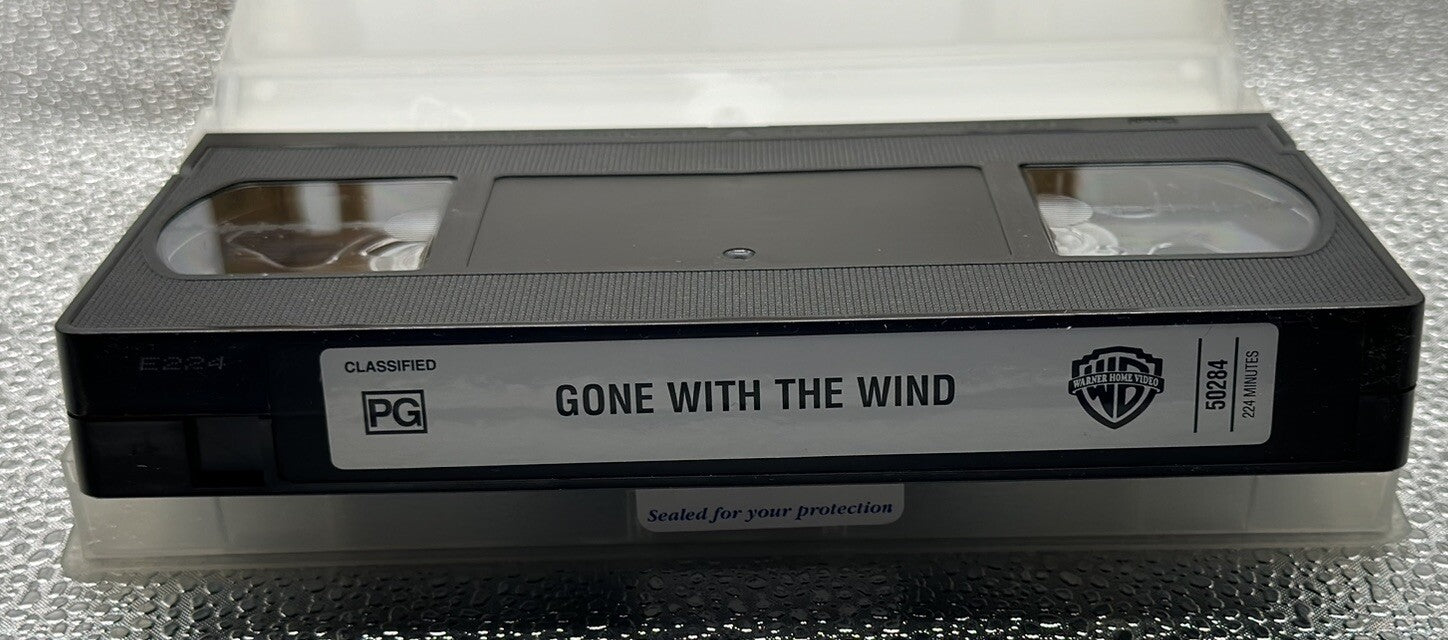 E224
CLASSIFIED
PG
GONE WITH THE WIND
WB
WARNER HOME VIDEO
50284
224 MINUTES
Sealed for your protection